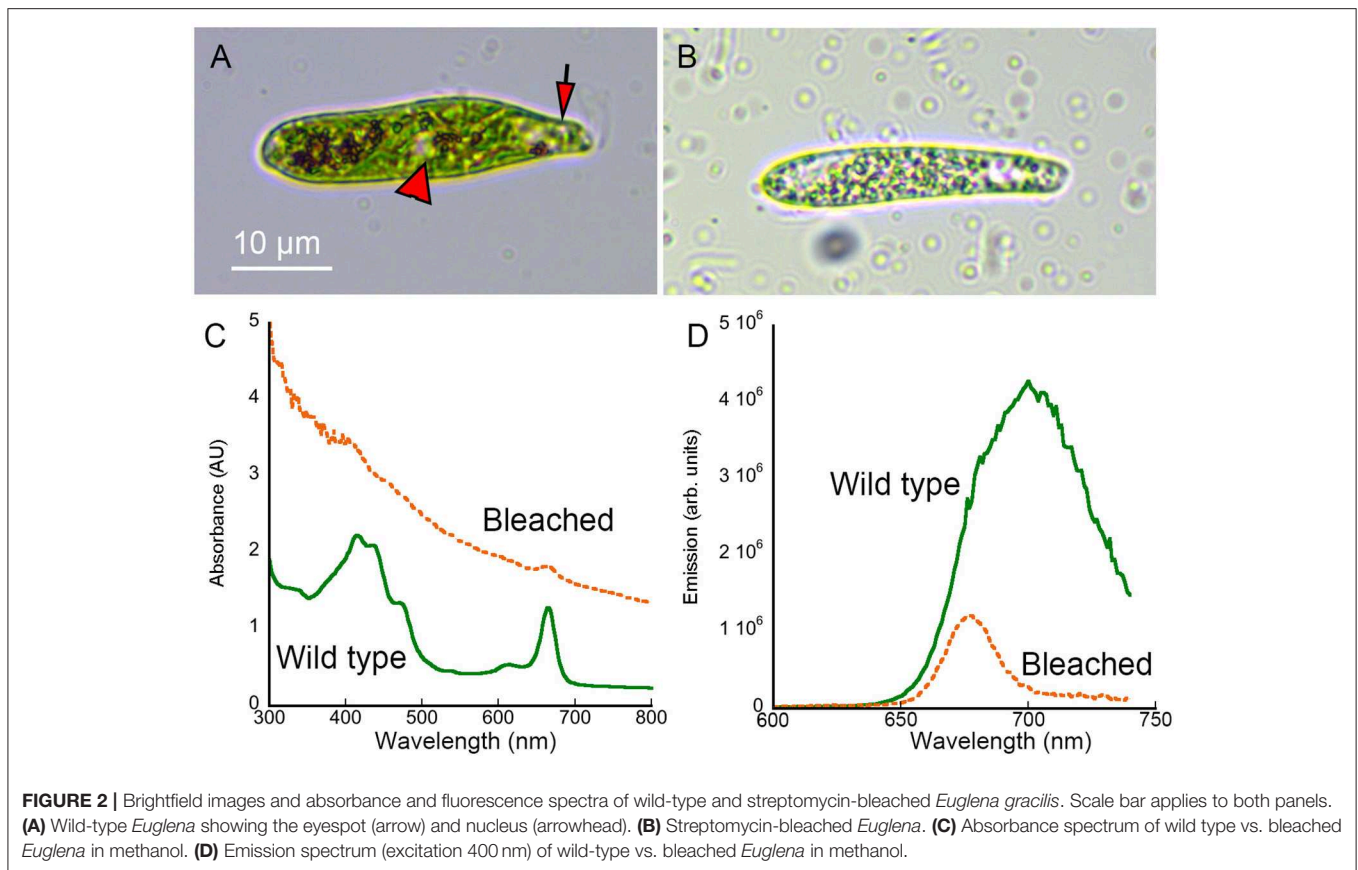 A
B
10 µm
C
5
4
3
2
1
0
Absorbance (AU)
Bleached
Wild type
300 400 500 600 700 800
Wavelength (nm)
D
5 10⁶
4 10⁶
3 10⁶
2 10⁶
1 10⁶
0
Emission (arb. units)
Wild type
Bleached
600 650 700 750
Wavelength (nm)
FIGURE 2 | Brightfield images and absorbance and fluorescence spectra of wild-type and streptomycin-bleached Euglena gracilis. Scale bar applies to both panels.
(A) Wild-type Euglena showing the eyespot (arrow) and nucleus (arrowhead). (B) Streptomycin-bleached Euglena. (C) Absorbance spectrum of wild type vs. bleached
Euglena in methanol. (D) Emission spectrum (excitation 400 nm) of wild-type vs. bleached Euglena in methanol.